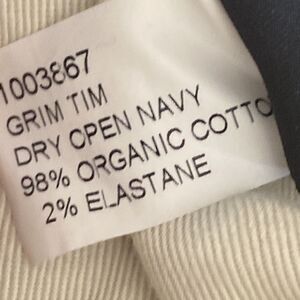 1003867
GRIM TIM
DRY OPEN NAVY
98% ORGANIC COTTO
2% ELASTANE